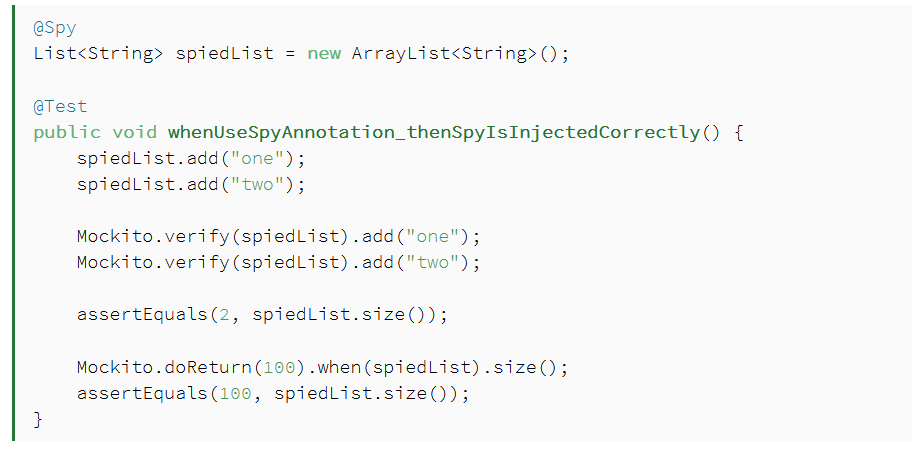 @Spy
List<String> spiedList = new ArrayList<String>();
@Test
public void whenUseSpyAnnotation_thenSpyIsInjectedCorrectly() {
    spiedList.add("one");
    spiedList.add("two");
    Mockito.verify(spiedList).add("one");
    Mockito.verify(spiedList).add("two");
    assertEquals(2, spiedList.size());
    Mockito.doReturn(100).when(spiedList).size();
    assertEquals(100, spiedList.size());
}